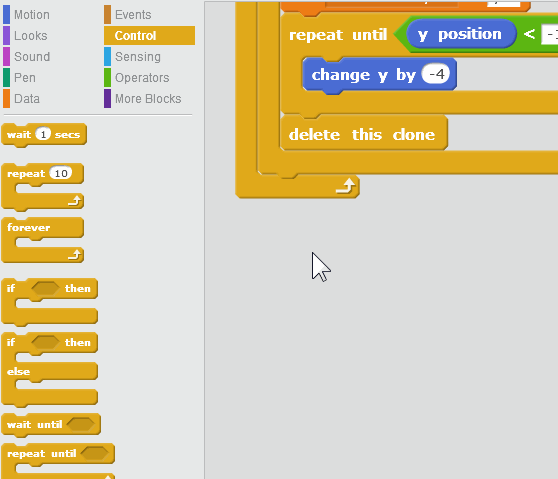 Motion Events
Looks Control
Sound Sensing
Pen Operators
Data More Blocks
wait 1 secs
repeat 10
forever
if then
if then
else
wait until
repeat until
repeat until y position <
change y by -4
delete this clone